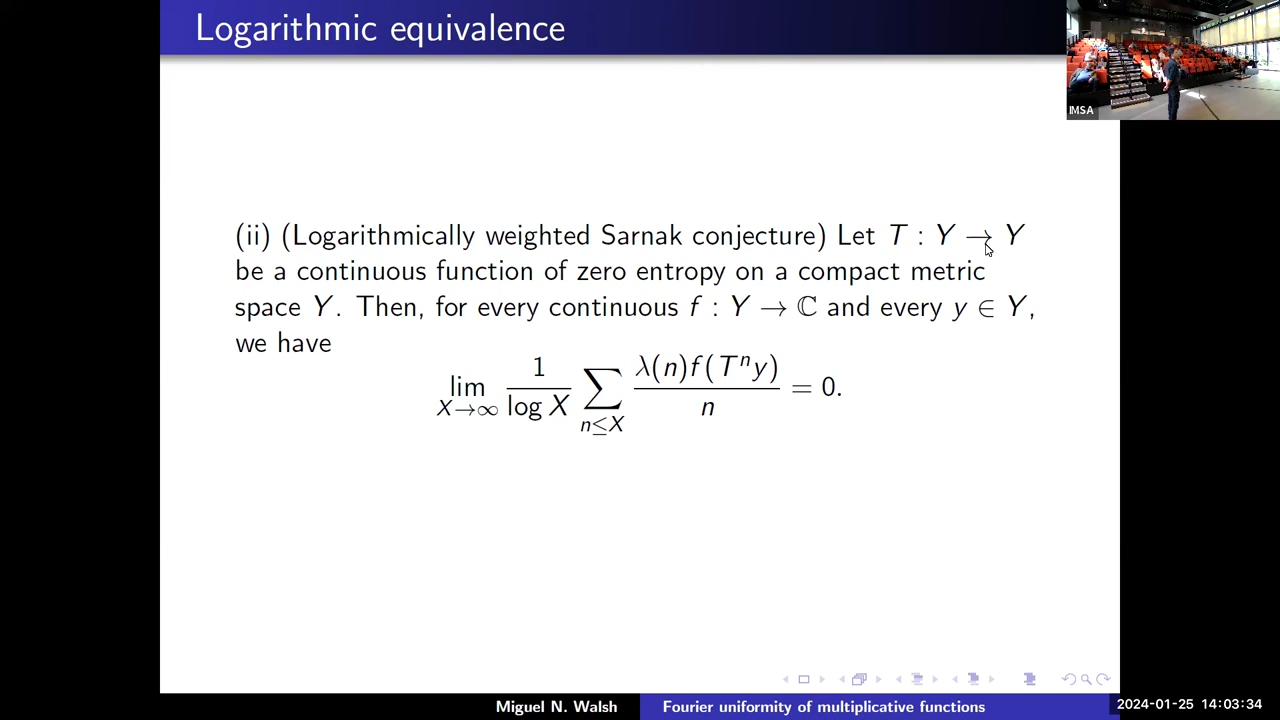 Logarithmic equivalence
IMSA
(ii) (Logarithmically weighted Sarnak conjecture) Let T : Y → Y
be a continuous function of zero entropy on a compact metric
space Y. Then, for every continuous f : Y → ℂ and every y ∈ Y,
we have
lim_{X→∞} 1/log X ∑_{n≤X} λ(n)f(Tⁿy)/n = 0.
Miguel N. Walsh
Fourier uniformity of multiplicative functions
2024-01-25 14:03:34